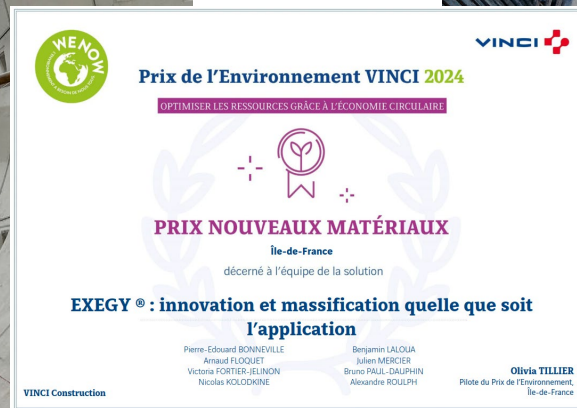 WENOW
VINCI
Prix de l'Environnement VINCI 2024
OPTIMISER LES RESSOURCES GRÂCE À L'ÉCONOMIE CIRCULAIRE
PRIX NOUVEAUX MATÉRIAUX
Île-de-France
décerné à l'équipe de la solution
EXEGY ® : innovation et massification quelle que soit
l'application
Pierre-Edouard BONNEVILLE
Arnaud FLOQUET
Victoria FORTIER-JELINON
Nicolas KOLODKINE
Benjamin LALOUA
Julien MERCIER
Bruno PAUL-DAUPHIN
Alexandre ROULPH
Olivia TILLIER
Pilote du Prix de l'Environnement,
Île-de-France
VINCI Construction